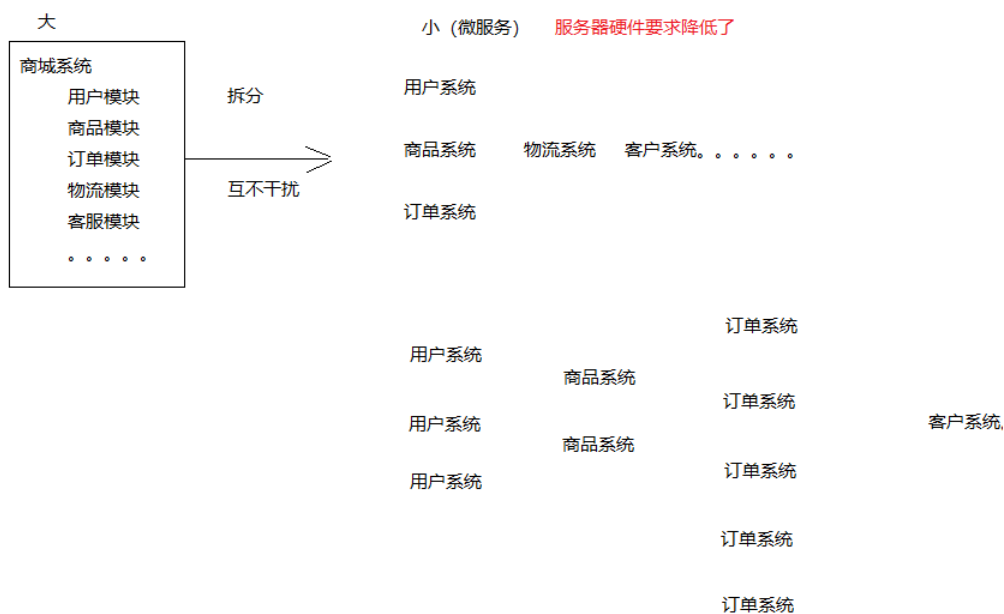 大
小（微服务） 服务器硬件要求降低了
商城系统
用户模块
商品模块
订单模块
物流模块
客服模块
。。。。。
拆分
互不干扰
用户系统
商品系统 物流系统 客户系统。。。。。。
订单系统
订单系统
用户系统
商品系统
订单系统
用户系统
客户系统。
商品系统
订单系统
用户系统
订单系统
订单系统